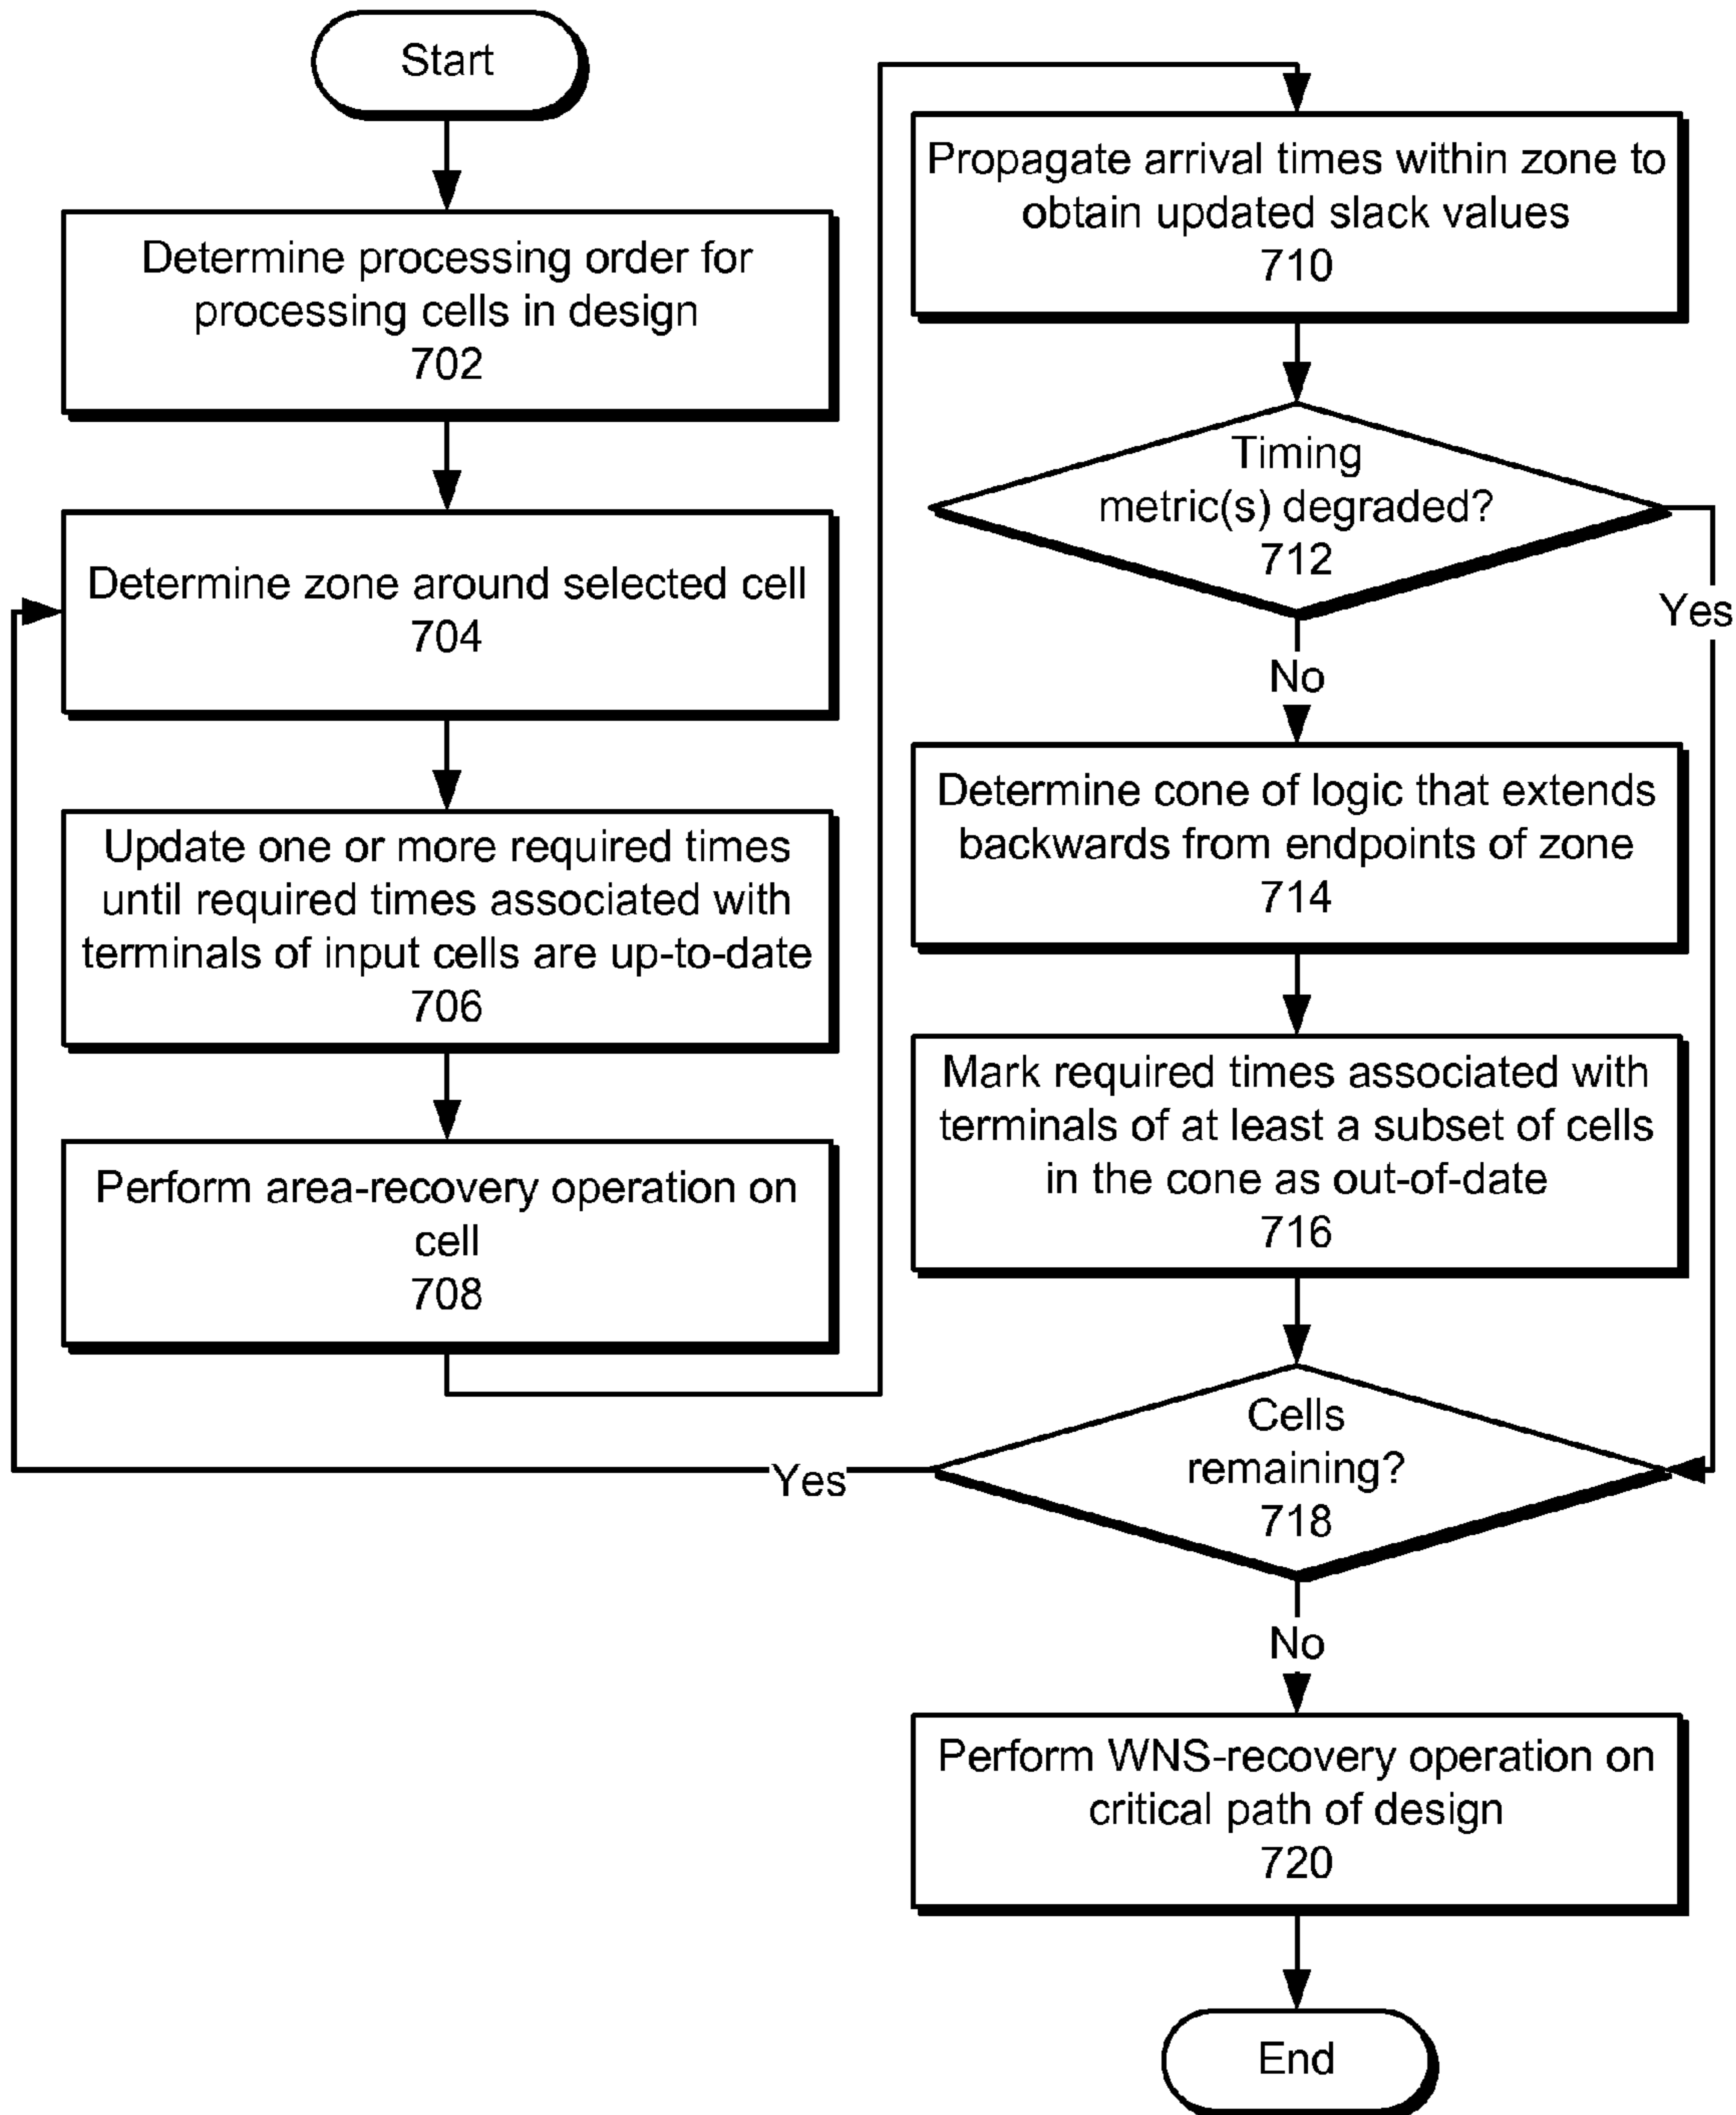 Start
Determine processing order for
processing cells in design
702
Determine zone around selected cell
704
Update one or more required times
until required times associated with
terminals of input cells are up-to-date
706
Perform area-recovery operation on
cell
708
Propagate arrival times within zone to
obtain updated slack values
710
Timing
metric(s) degraded?
712
Yes
No
Determine cone of logic that extends
backwards from endpoints of zone
714
Mark required times associated with
terminals of at least a subset of cells
in the cone as out-of-date
716
Cells
remaining?
718
Yes
No
Perform WNS-recovery operation on
critical path of design
720
End